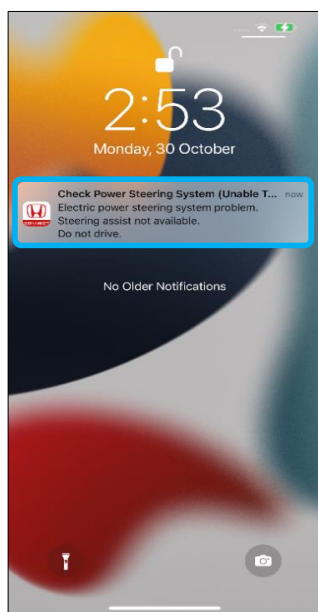 2:53
Monday, 30 October
Check Power Steering System (Unable T... now
Electric power steering system problem.
Steering assist not available.
Do not drive.
No Older Notifications